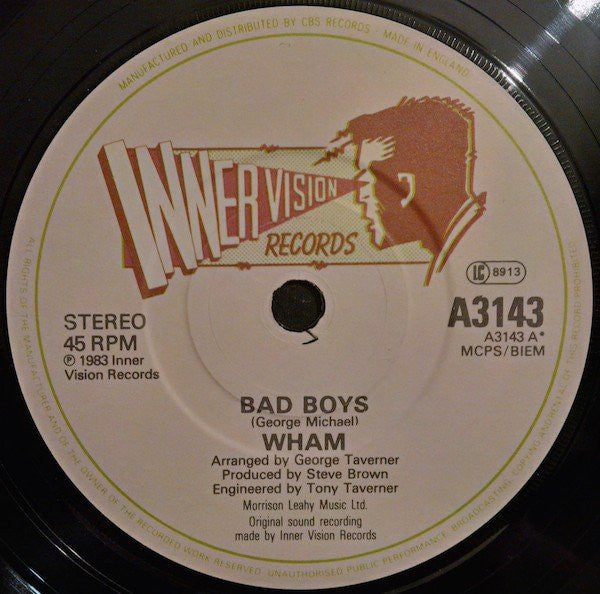 MANUFACTURED AND DISTRIBUTED BY CBS RECORDS · MADE IN ENGLAND
INNERVISION
RECORDS
LC 8913
STEREO
45 RPM
℗ 1983 Inner
Vision Records
A3143
A3143 A*
MCPS/BIEM
BAD BOYS
(George Michael)
WHAM
Arranged by George Taverner
Produced by Steve Brown
Engineered by Tony Taverner
Morrison Leahy Music Ltd.
Original sound recording
made by Inner Vision Records
ALL RIGHTS OF THE MANUFACTURER AND OF THE OWNER OF THE RECORDED WORK RESERVED. UNAUTHORISED PUBLIC PERFORMANCE, BROADCASTING, COPYING AND RENTAL OF THIS RECORD PROHIBITED